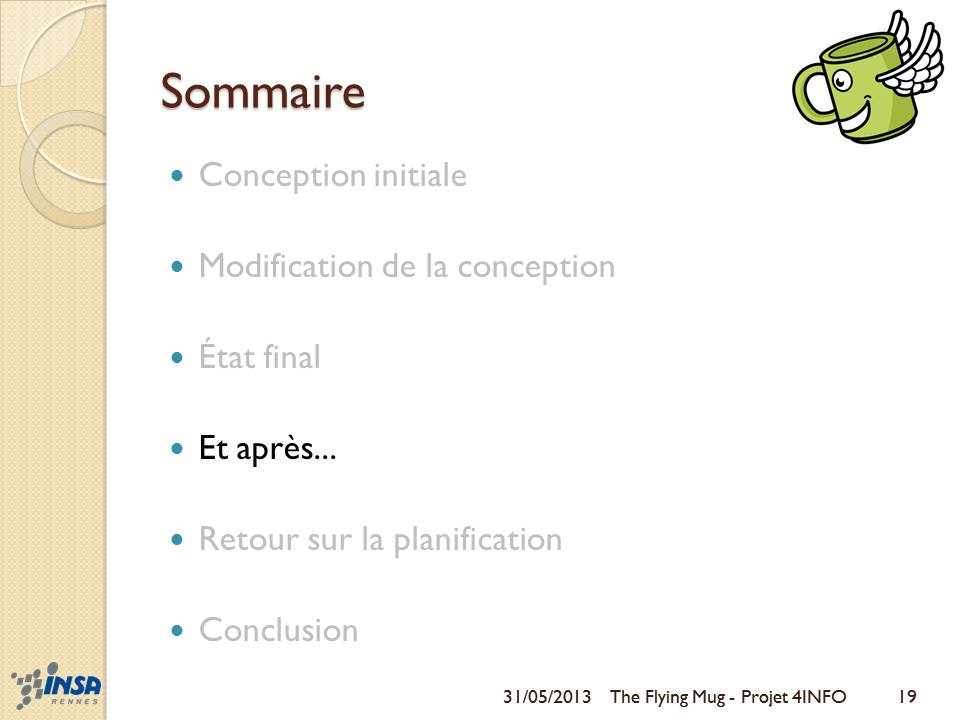 Sommaire
Conception initiale
Modification de la conception
État final
Et après...
Retour sur la planification
Conclusion
INSA
RENNES
31/05/2013 The Flying Mug - Projet 4INFO 19